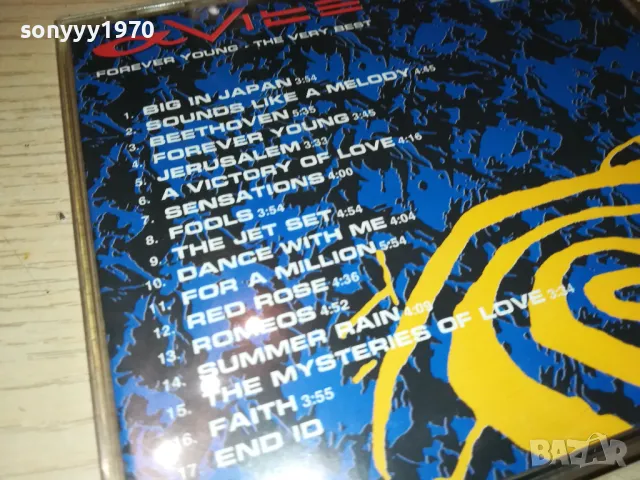 sonyyy1970
FOREVER YOUNG - THE VERY BEST
1. BIG IN JAPAN 3:54
2. SOUNDS LIKE A MELODY 4:45
3. BEETHOVEN 5:35
4. FOREVER YOUNG 3:45
5. JERUSALEM 3:33
6. A VICTORY OF LOVE 4:16
7. SENSATIONS 4:00
8. FOOLS 3:54
9. THE JET SET 4:54
10. DANCE WITH ME 4:04
11. FOR A MILLION 5:54
12. RED ROSE 4:36
13. ROMEOS 4:52
14. SUMMER RAIN 4:09
15. THE MYSTERIES OF LOVE 3:34
16. FAITH 3:55
17 END ID
BAZAR
bg